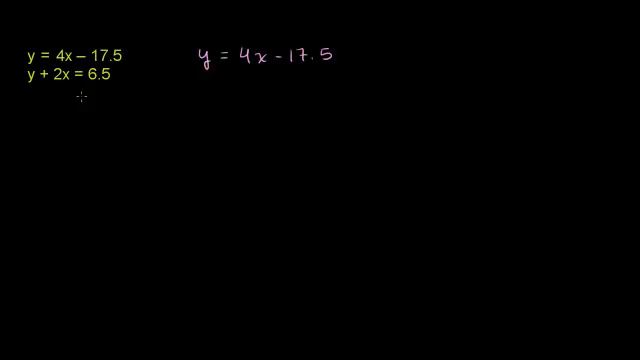 y = 4x – 17.5
y + 2x = 6.5
y = 4x - 17.5